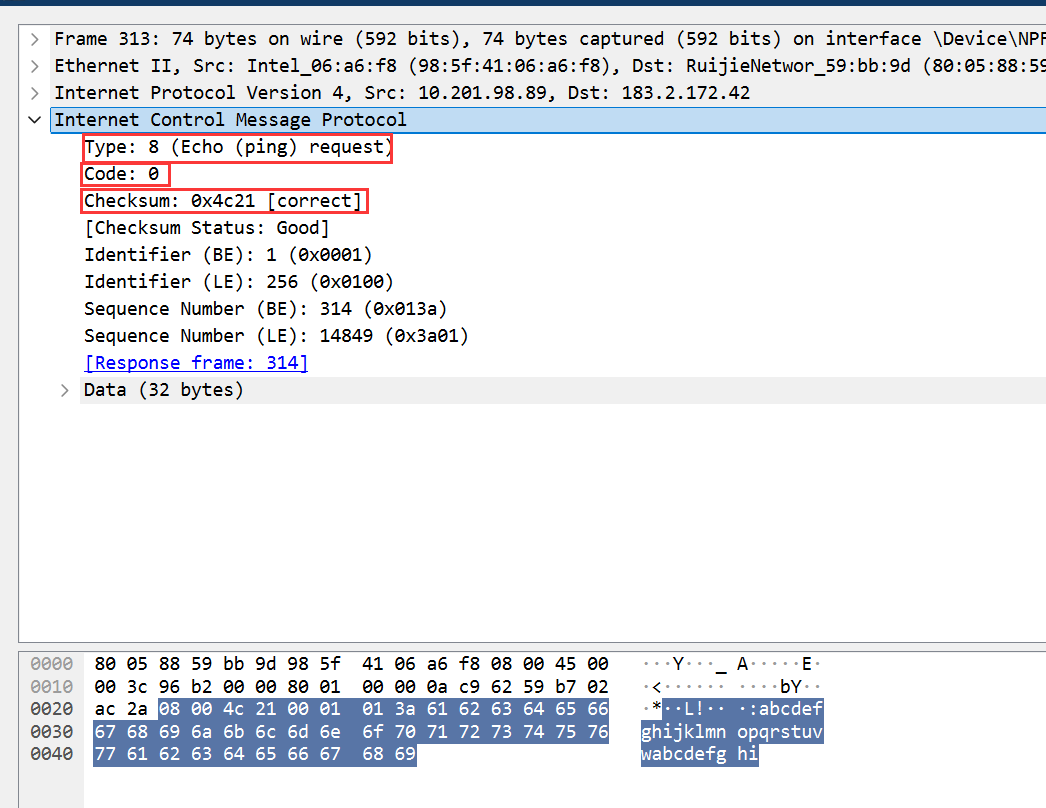 Frame 313: 74 bytes on wire (592 bits), 74 bytes captured (592 bits) on interface \Device\NPF
Ethernet II, Src: Intel_06:a6:f8 (98:5f:41:06:a6:f8), Dst: RuijieNetwor_59:bb:9d (80:05:88:59
Internet Protocol Version 4, Src: 10.201.98.89, Dst: 183.2.172.42
Internet Control Message Protocol
Type: 8 (Echo (ping) request)
Code: 0
Checksum: 0x4c21 [correct]
[Checksum Status: Good]
Identifier (BE): 1 (0x0001)
Identifier (LE): 256 (0x0100)
Sequence Number (BE): 314 (0x013a)
Sequence Number (LE): 14849 (0x3a01)
[Response frame: 314]
Data (32 bytes)
0000 80 05 88 59 bb 9d 98 5f 41 06 a6 f8 08 00 45 00 ···Y···_ A·····E·
0010 00 3c 96 b2 00 00 80 01 00 00 0a c9 62 59 b7 02 ·<······ ····bY··
0020 ac 2a 08 00 4c 21 00 01 01 3a 61 62 63 64 65 66 ·*··L!·· ·:abcdef
0030 67 68 69 6a 6b 6c 6d 6e 6f 70 71 72 73 74 75 76 ghijklmn opqrstuv
0040 77 61 62 63 64 65 66 67 68 69 wabcdefg hi